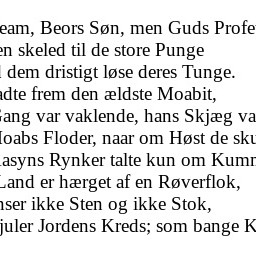 eam, Beors Søn, men Guds Profe
en skeled til de store Punge
dem dristigt løse deres Tunge.
adte frem den ældste Moabit,
Gang var vaklende, hans Skjæg va
Moabs Floder, naar om Høst de sku
Aasyns Rynker talte kun om Kumm
Land er hærget af en Røverflok,
nser ikke Sten og ikke Stok,
juler Jordens Kreds; som bange K